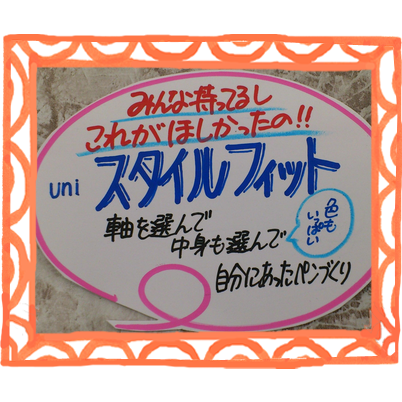 みんな持ってるし
これがほしかったの!!
uni スタイルフィット
軸を選んで
中身も選んで
色も
いっぱい
自分にあったパンづくり